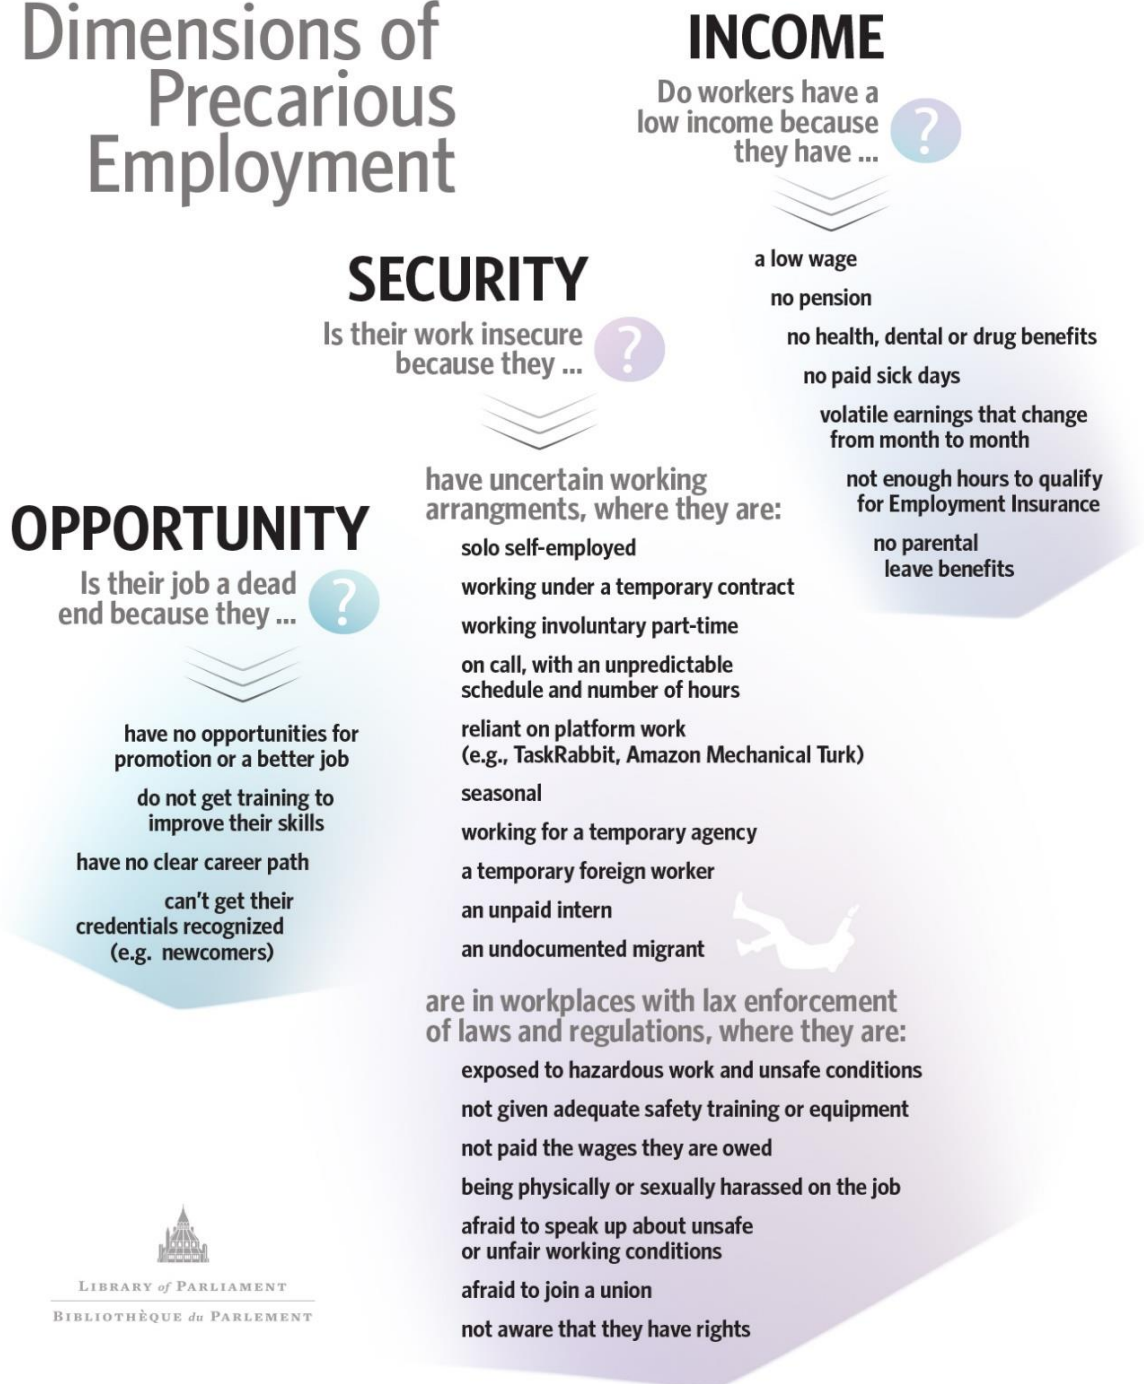 Dimensions of
Precarious
Employment
INCOME
Do workers have a
low income because
they have ...
?
a low wage
no pension
no health, dental or drug benefits
no paid sick days
volatile earnings that change
from month to month
not enough hours to qualify
for Employment Insurance
no parental
leave benefits
SECURITY
Is their work insecure
because they ...
?
have uncertain working
arrangments, where they are:
solo self-employed
working under a temporary contract
working involuntary part-time
on call, with an unpredictable
schedule and number of hours
reliant on platform work
(e.g., TaskRabbit, Amazon Mechanical Turk)
seasonal
working for a temporary agency
a temporary foreign worker
an unpaid intern
an undocumented migrant
are in workplaces with lax enforcement
of laws and regulations, where they are:
exposed to hazardous work and unsafe conditions
not given adequate safety training or equipment
not paid the wages they are owed
being physically or sexually harassed on the job
afraid to speak up about unsafe
or unfair working conditions
afraid to join a union
not aware that they have rights
OPPORTUNITY
Is their job a dead
end because they ...
?
have no opportunities for
promotion or a better job
do not get training to
improve their skills
have no clear career path
can't get their
credentials recognized
(e.g. newcomers)
LIBRARY of PARLIAMENT
BIBLIOTHÈQUE du PARLEMENT